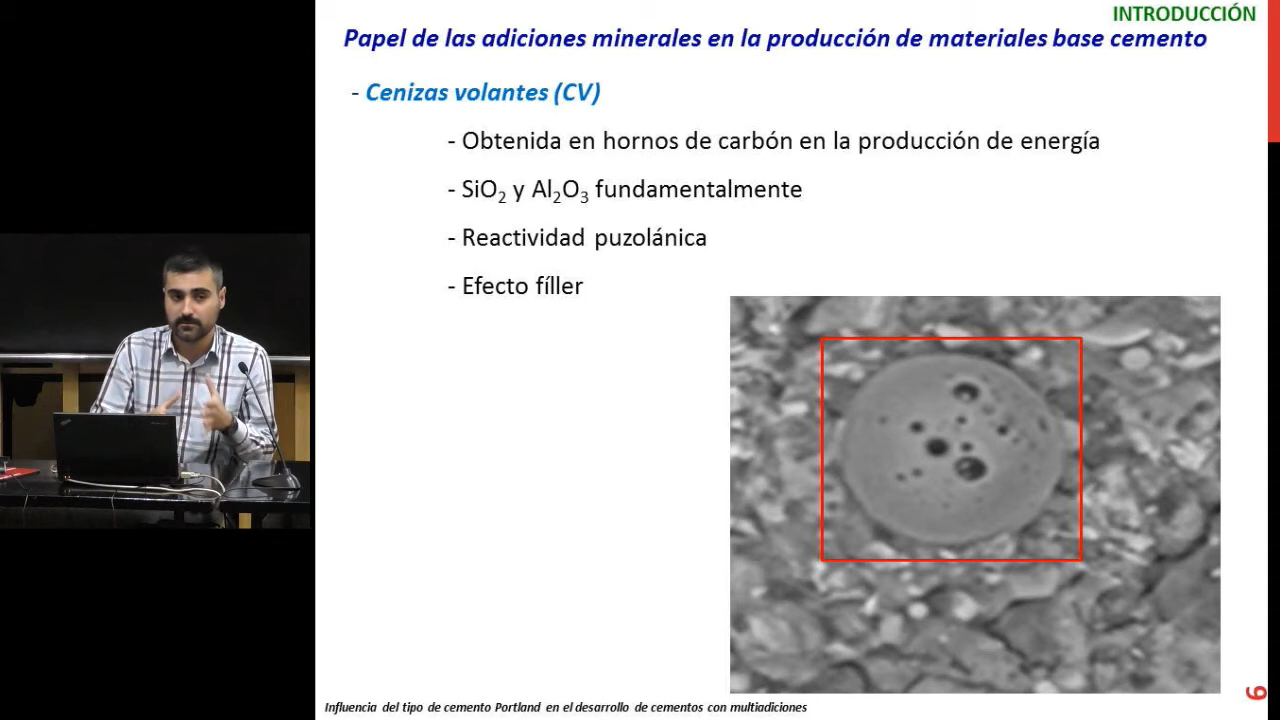 INTRODUCCIÓN
Papel de las adiciones minerales en la producción de materiales base cemento
- Cenizas volantes (CV)
- Obtenida en hornos de carbón en la producción de energía
- SiO₂ y Al₂O₃ fundamentalmente
- Reactividad puzolánica
- Efecto fíller
Influencia del tipo de cemento Portland en el desarrollo de cementos con multiadiciones
6